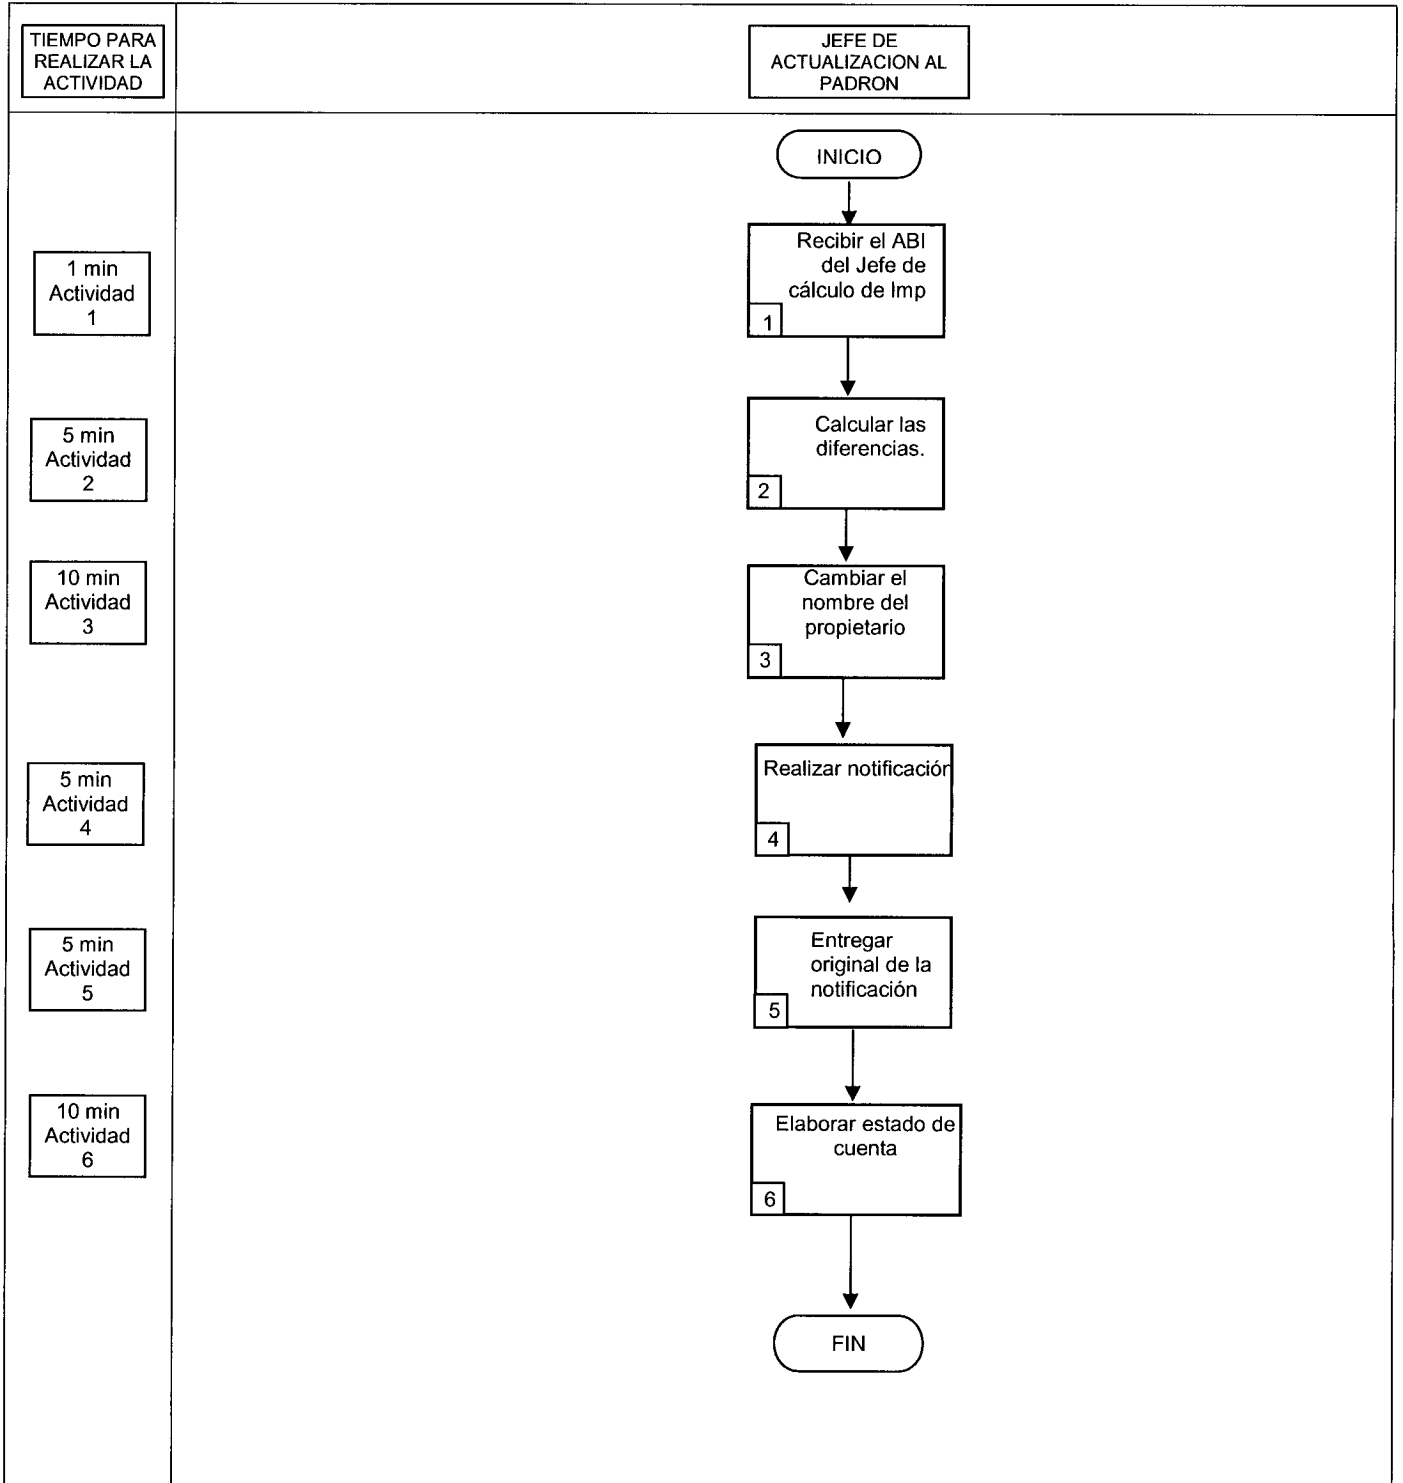 TIEMPO PARA
REALIZAR LA
ACTIVIDAD
JEFE DE
ACTUALIZACION AL
PADRON
INICIO
1 min
Actividad
1
Recibir el ABI
del Jefe de
cálculo de Imp
1
5 min
Actividad
2
Calcular las
diferencias.
2
10 min
Actividad
3
Cambiar el
nombre del
propietario
3
5 min
Actividad
4
Realizar notificación
4
5 min
Actividad
5
Entregar
original de la
notificación
5
10 min
Actividad
6
Elaborar estado de
cuenta
6
FIN